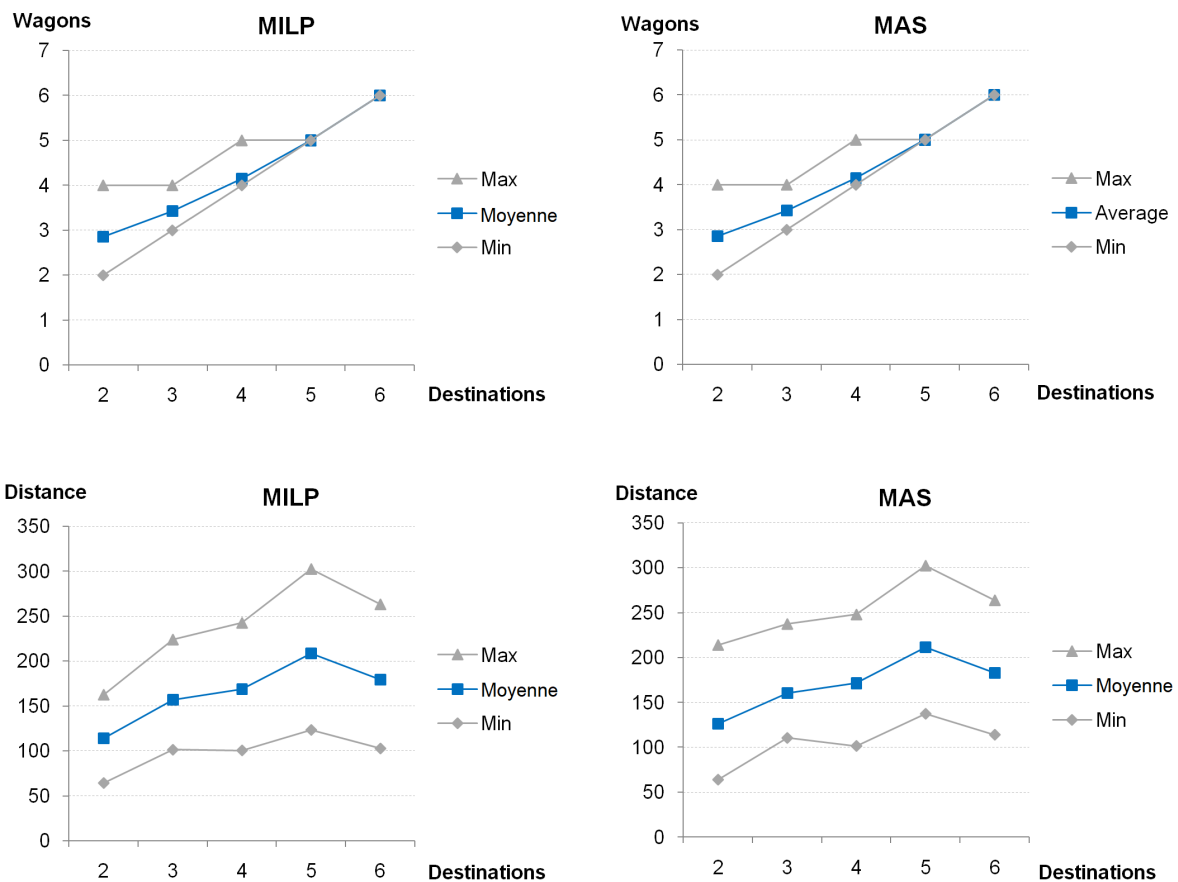 Wagons
MILP
7
6
5
4
3
2
1
0
2 3 4 5 6
Destinations
Max
Moyenne
Min
Wagons
MAS
7
6
5
4
3
2
1
0
2 3 4 5 6
Destinations
Max
Average
Min
Distance
MILP
350
300
250
200
150
100
50
0
2 3 4 5 6
Destinations
Max
Moyenne
Min
Distance
MAS
350
300
250
200
150
100
50
0
2 3 4 5 6
Destinations
Max
Moyenne
Min